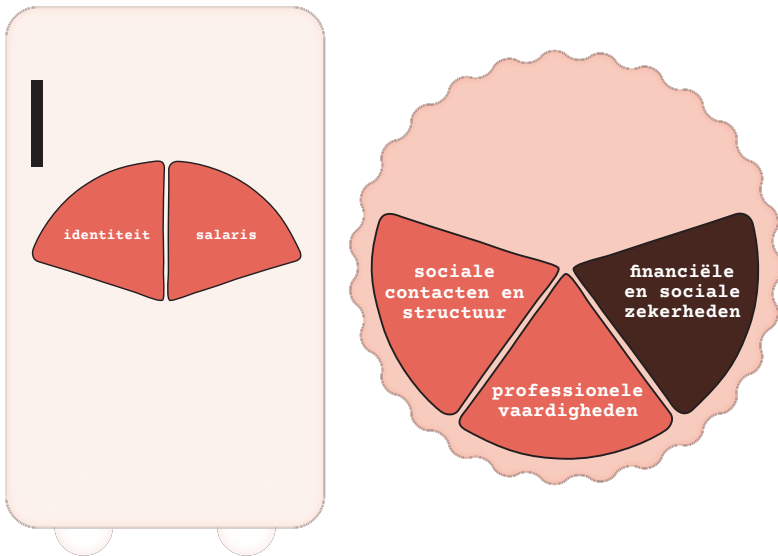 identiteit
salaris
sociale
contacten en
structuur
financiële
en sociale
zekerheden
professionele
vaardigheden